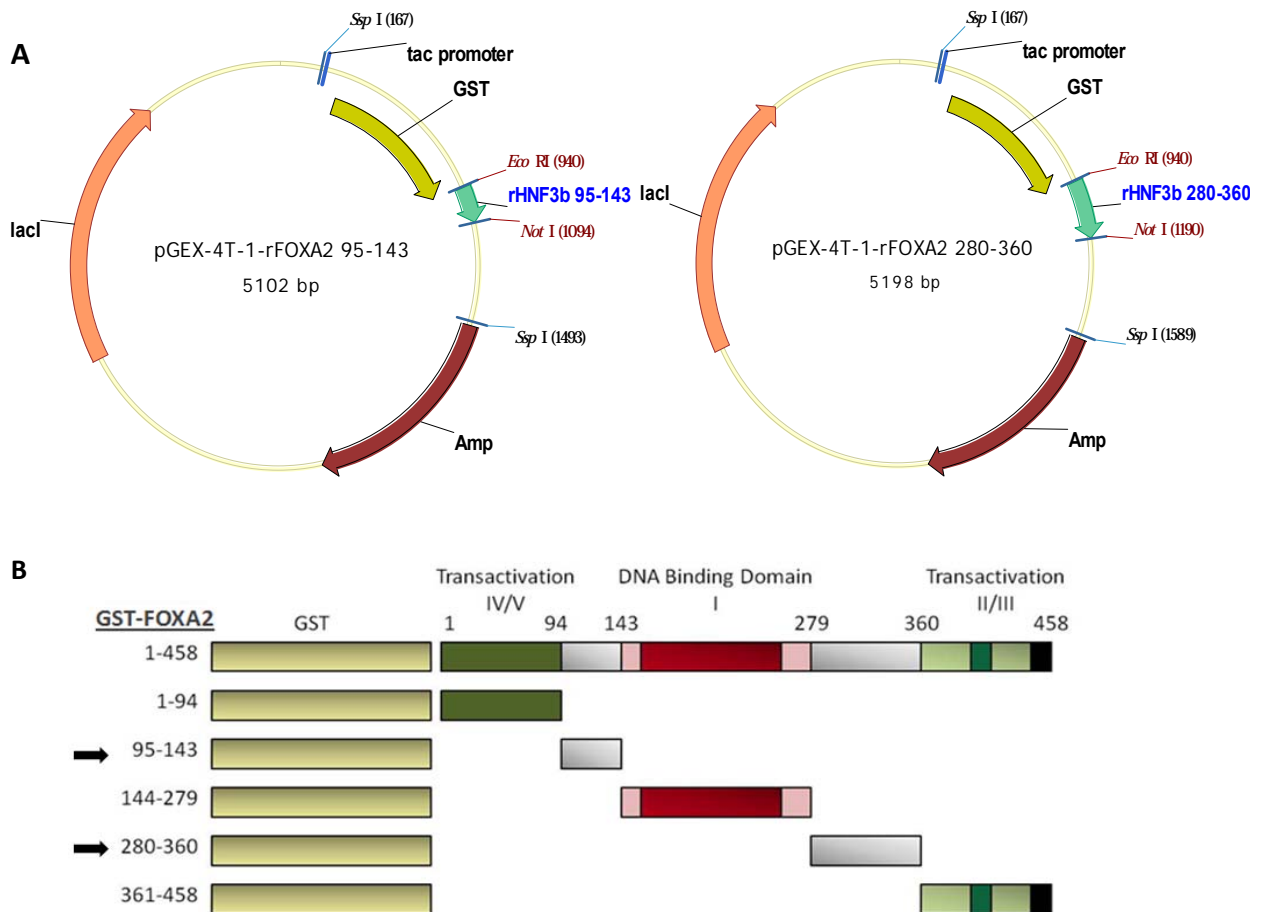 A
Ssp I (167)
tac promoter
GST
Eco RI (940)
rHNF3b 95-143
Not I (1094)
lacI
pGEX-4T-1-rFOXA2 95-143
5102 bp
Ssp I (1493)
Amp
Ssp I (167)
tac promoter
GST
Eco RI (940)
rHNF3b 280-360
Not I (1190)
lacI
pGEX-4T-1-rFOXA2 280-360
5198 bp
Ssp I (1589)
Amp
B
Transactivation DNA Binding Domain Transactivation
IV/V I II/III
GST-FOXA2 GST 1 94 143 279 360 458
1-458
1-94
95-143
144-279
280-360
361-458